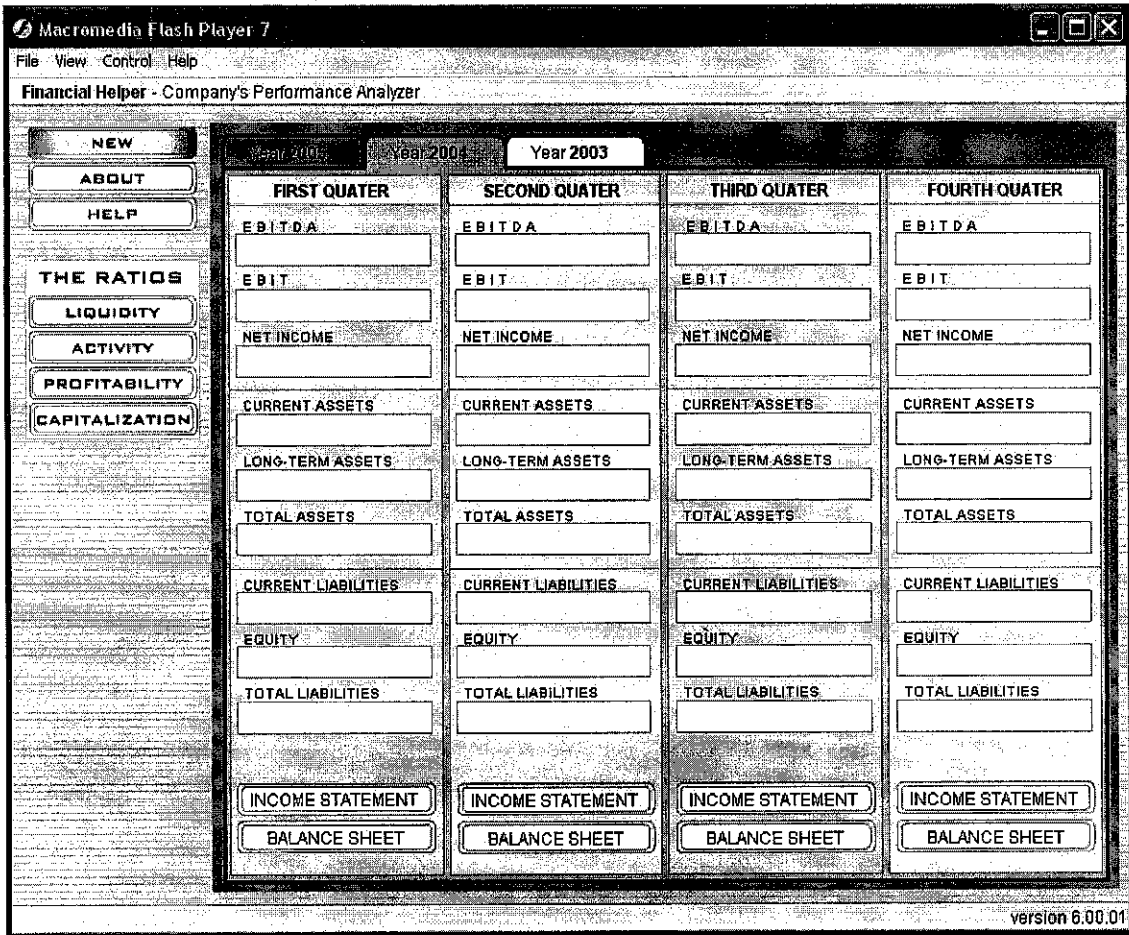 Macromedia Flash Player 7
File View Control Help
Financial Helper - Company's Performance Analyzer
NEW
ABOUT
HELP
THE RATIOS
LIQUIDITY
ACTIVITY
PROFITABILITY
CAPITALIZATION
Year 2005 Year 2004 Year 2003
FIRST QUATER SECOND QUATER THIRD QUATER FOURTH QUATER
EBITDA EBITDA EBITDA EBITDA
EBIT EBIT EBIT EBIT
NET INCOME NET INCOME NET INCOME NET INCOME
CURRENT ASSETS CURRENT ASSETS CURRENT ASSETS CURRENT ASSETS
LONG-TERM ASSETS LONG-TERM ASSETS LONG-TERM ASSETS LONG-TERM ASSETS
TOTAL ASSETS TOTAL ASSETS TOTAL ASSETS TOTAL ASSETS
CURRENT LIABILITIES CURRENT LIABILITIES CURRENT LIABILITIES CURRENT LIABILITIES
EQUITY EQUITY EQUITY EQUITY
TOTAL LIABILITIES TOTAL LIABILITIES TOTAL LIABILITIES TOTAL LIABILITIES
INCOME STATEMENT INCOME STATEMENT INCOME STATEMENT INCOME STATEMENT
BALANCE SHEET BALANCE SHEET BALANCE SHEET BALANCE SHEET
version 6.00.01